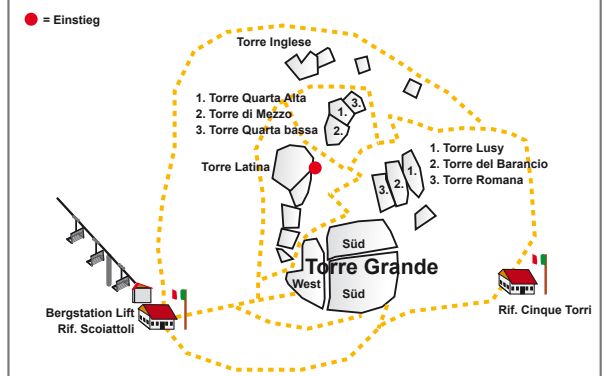 = Einstieg
Torre Inglese
1. Torre Quarta Alta
2. Torre di Mezzo
3. Torre Quarta bassa
3.
1.
2.
Torre Latina
1. Torre Lusy
2. Torre del Barancio
3. Torre Romana
1.
2.
3.
Süd
Torre Grande
West
Süd
Bergstation Lift
Rif. Scoiattoli
Rif. Cinque Torri